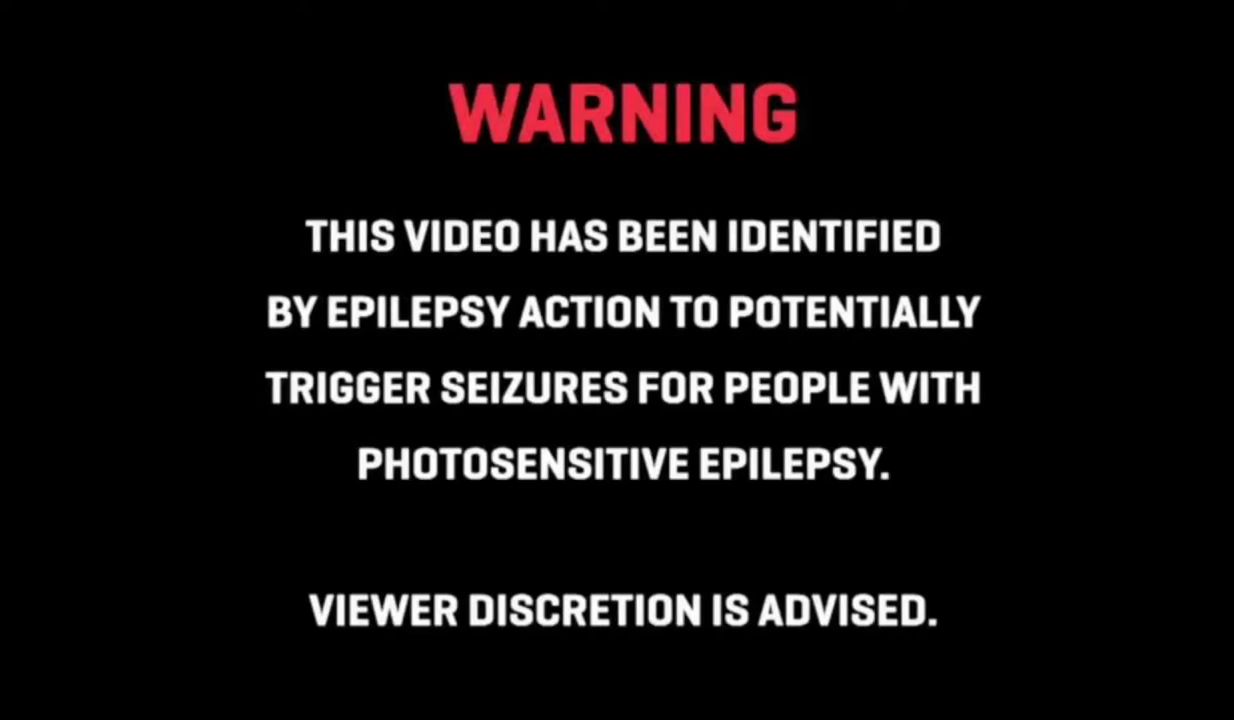 WARNING
THIS VIDEO HAS BEEN IDENTIFIED
BY EPILEPSY ACTION TO POTENTIALLY
TRIGGER SEIZURES FOR PEOPLE WITH
PHOTOSENSITIVE EPILEPSY.
VIEWER DISCRETION IS ADVISED.